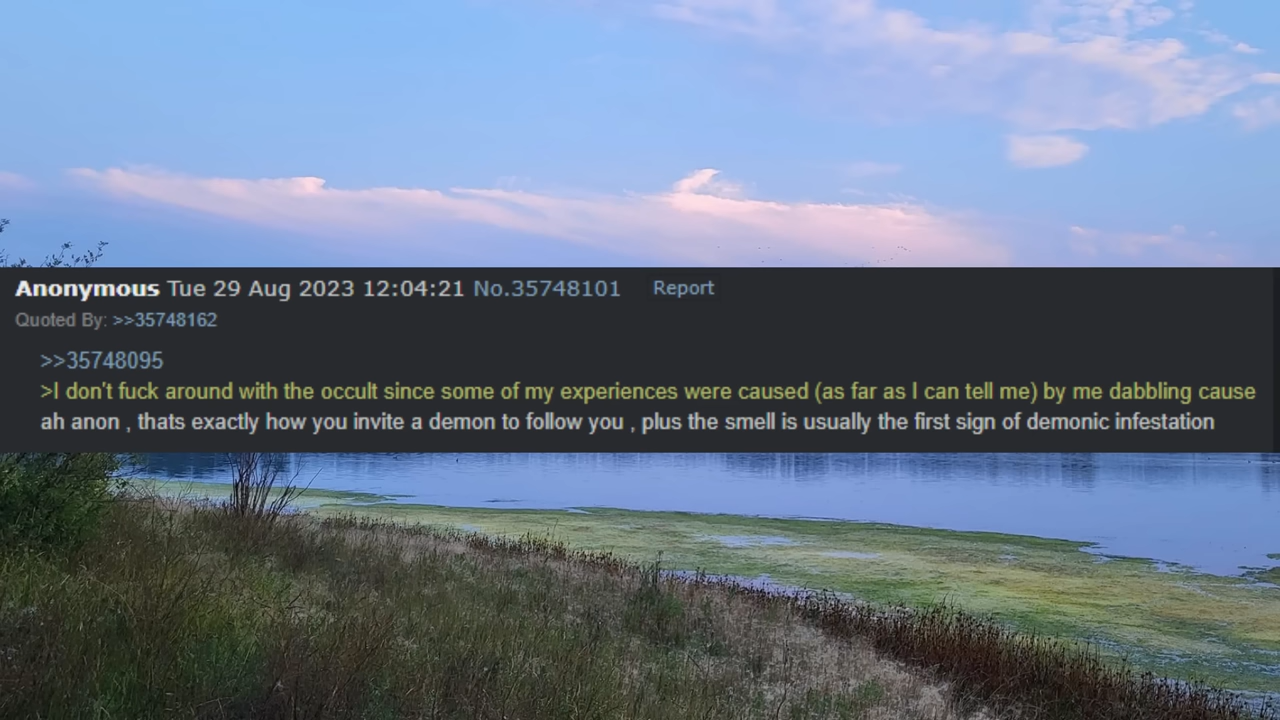 Anonymous Tue 29 Aug 2023 12:04:21 No.35748101 Report
Quoted By: >>35748162
>>35748095
>I don't fuck around with the occult since some of my experiences were caused (as far as I can tell me) by me dabbling cause
ah anon , thats exactly how you invite a demon to follow you , plus the smell is usually the first sign of demonic infestation